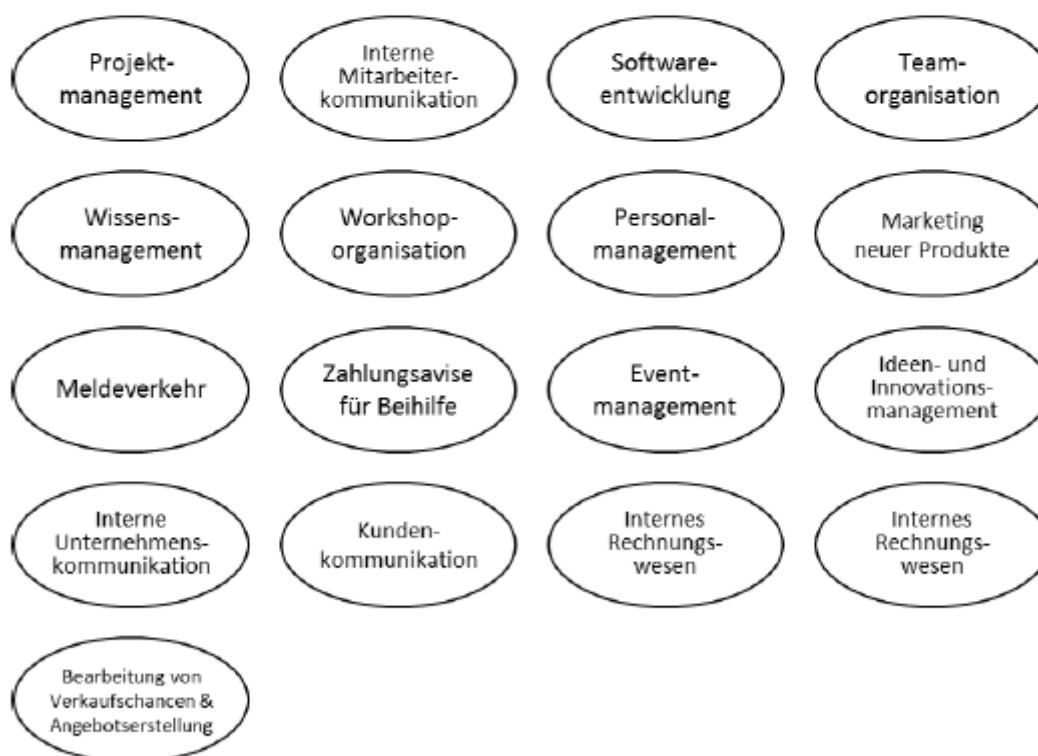 Projekt-
management
Interne
Mitarbeiter-
kommunikation
Software-
entwicklung
Team-
organisation
Wissens-
management
Workshop-
organisation
Personal-
management
Marketing
neuer Produkte
Meldeverkehr
Zahlungsavise
für Beihilfe
Event-
management
Ideen- und
Innovations-
management
Interne
Unternehmens-
kommunikation
Kunden-
kommunikation
Internes
Rechnungs-
wesen
Internes
Rechnungs-
wesen
Bearbeitung von
Verkaufschancen &
Angebotserstellung